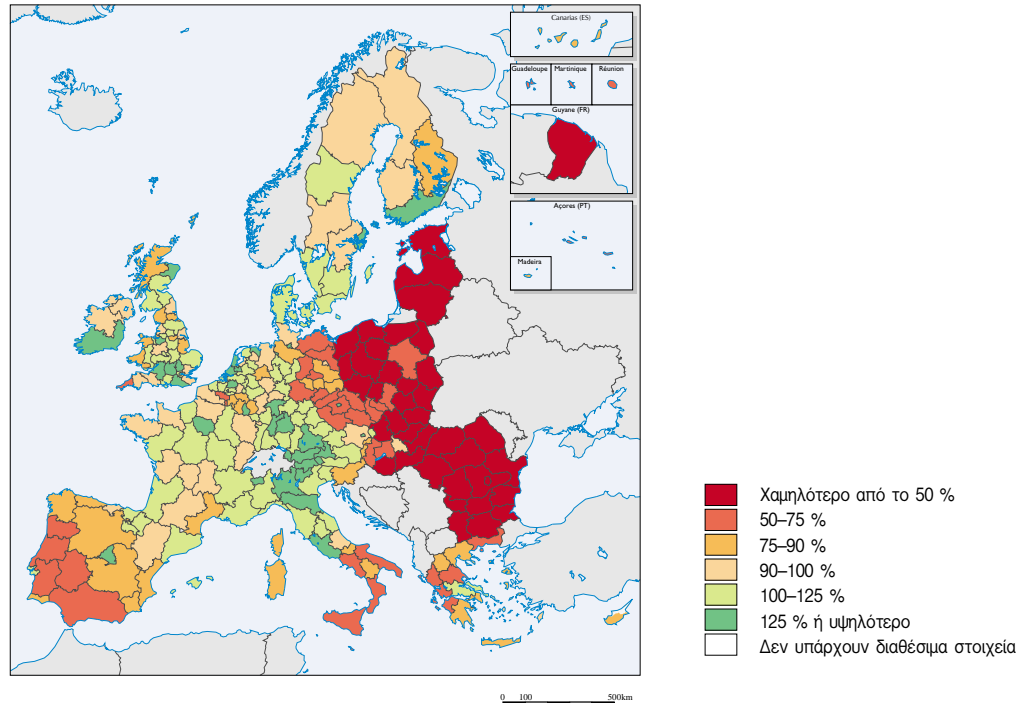 Canarias (ES)
Guadeloupe
Martinique
Réunion
Guyane (FR)
Açores (PT)
Madeira
Χαμηλότερο από το 50 %
50–75 %
75–90 %
90–100 %
100–125 %
125 % ή υψηλότερο
Δεν υπάρχουν διαθέσιμα στοιχεία
0 100 500km